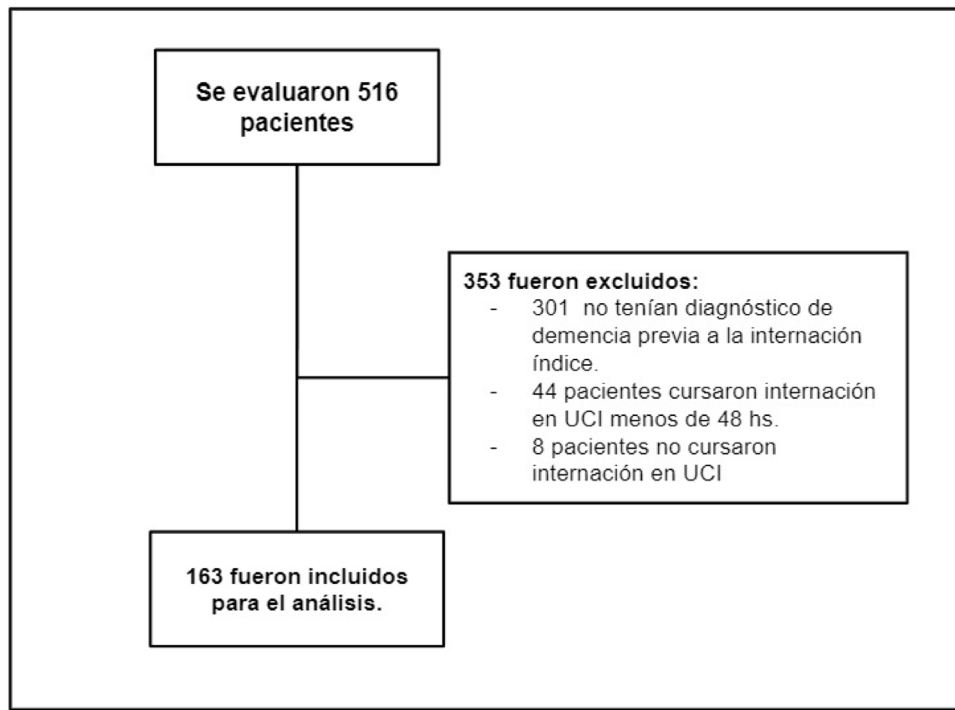 Se evaluaron 516
pacientes
353 fueron excluidos:
- 301 no tenían diagnóstico de
demencia previa a la internación
índice.
- 44 pacientes cursaron internación
en UCI menos de 48 hs.
- 8 pacientes no cursaron
internación en UCI
163 fueron incluidos
para el análisis.